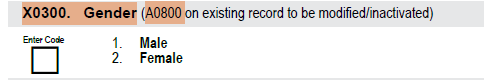 X0300. Gender (A0800 on existing record to be modified/inactivated)
Enter Code
1. Male
2. Female